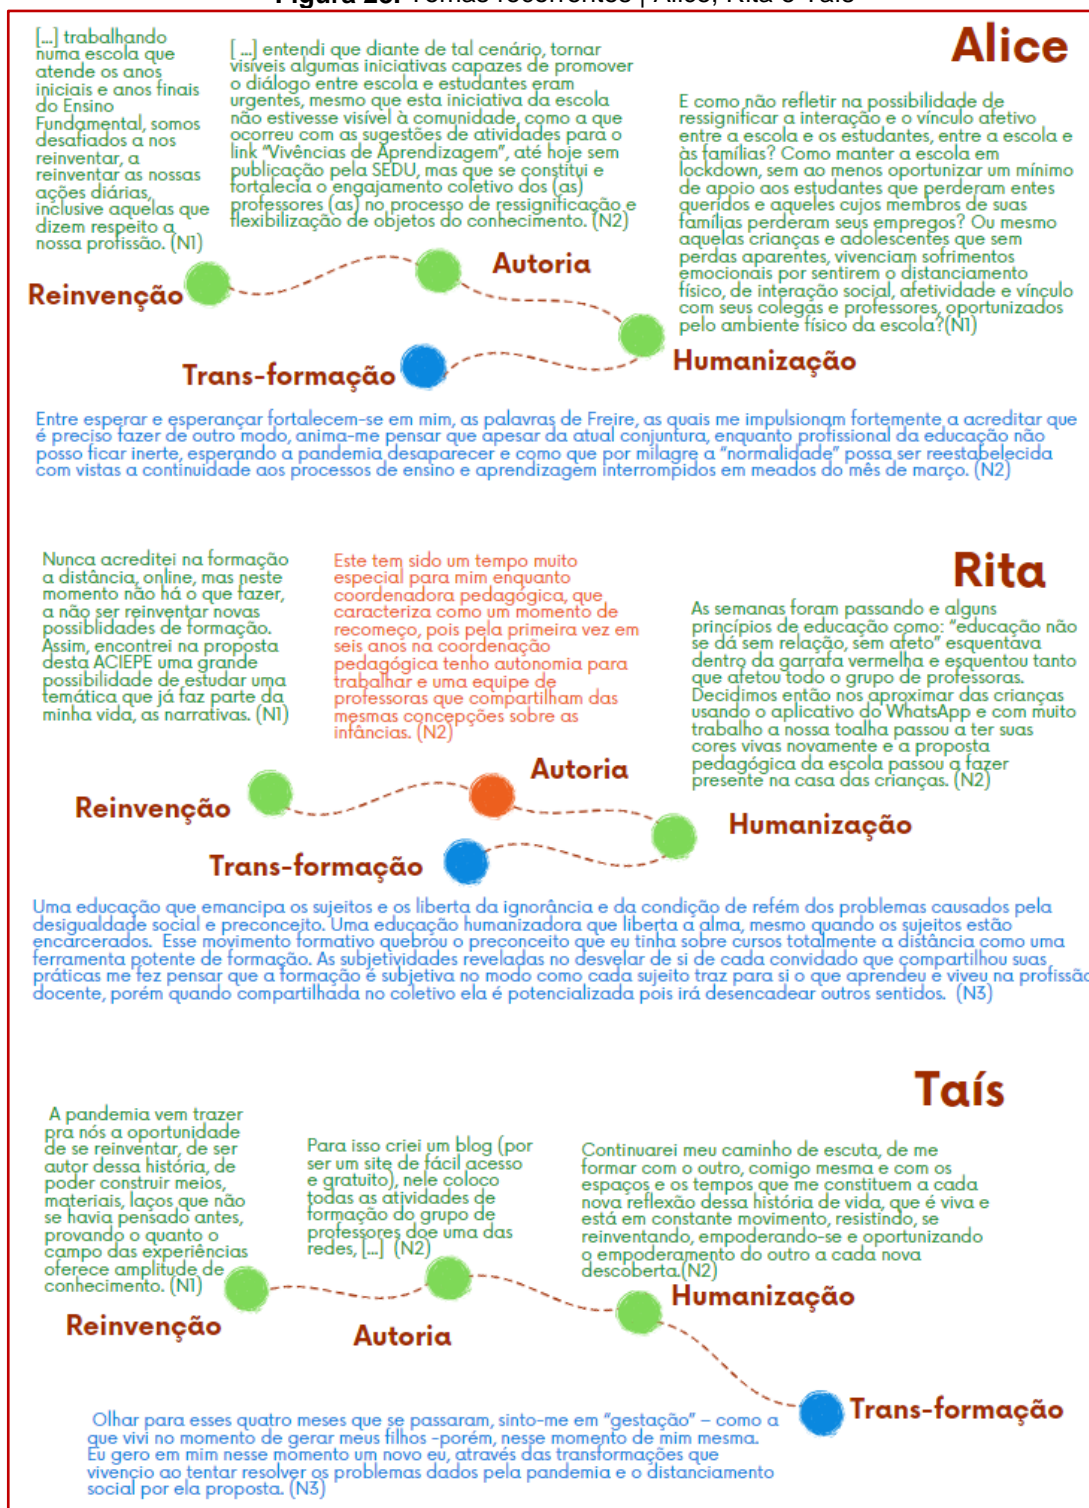 Figura 25. Temas recorrentes | Alice, Rita e Taís
Alice
[...] trabalhando
numa escola que
atende os anos
iniciais e anos finais
do Ensino
Fundamental, somos
desafiados a nos
reinventar, a
reinventar as nossas
ações diárias,
inclusive aquelas que
dizem respeito a
nossa profissão. (N1)
[ ...] entendi que diante de tal cenário, tornar
visíveis algumas iniciativas capazes de promover
o diálogo entre escola e estudantes eram
urgentes, mesmo que esta iniciativa da escola
não estivesse visível à comunidade, como a que
ocorreu com as sugestões de atividades para o
link "Vivências de Aprendizagem", até hoje sem
publicação pela SEDU, mas que se constitui e
fortalecia o engajamento coletivo dos (as)
professores (as) no processo de ressignificação e
flexibilização de objetos do conhecimento. (N2)
E como não refletir na possibilidade de
ressignificar a interação e o vínculo afetivo
entre a escola e os estudantes, entre a escola e
às famílias? Como manter a escola em
lockdown, sem ao menos oportunizar um mínimo
de apoio aos estudantes que perderam entes
queridos e aqueles cujos membros de suas
famílias perderam seus empregos? Ou mesmo
aquelas crianças e adolescentes que sem
perdas aparentes, vivenciam sofrimentos
emocionais por sentirem o distanciamento
físico, de interação social, afetividade e vínculo
com seus colegas e professores, oportunizados
pelo ambiente físico da escola?(N1)
Reinvenção
Autoria
Humanização
Trans-formação
Entre esperar e esperançar fortalecem-se em mim, as palavras de Freire, as quais me impulsionam fortemente a acreditar que
é preciso fazer de outro modo, anima-me pensar que apesar da atual conjuntura, enquanto profissional da educação não
posso ficar inerte, esperando a pandemia desaparecer e como que por milagre a "normalidade" possa ser reestabelecida
com vistas a continuidade aos processos de ensino e aprendizagem interrompidos em meados do mês de março. (N2)
Rita
Nunca acreditei na formação
a distância, online, mas neste
momento não há o que fazer,
a não ser reinventar novas
possiblidades de formação.
Assim, encontrei na proposta
desta ACIEPE uma grande
possibilidade de estudar uma
temática que já faz parte da
minha vida, as narrativas. (N1)
Este tem sido um tempo muito
especial para mim enquanto
coordenadora pedagógica, que
caracteriza como um momento de
recomeço, pois pela primeira vez em
seis anos na coordenação
pedagógica tenho autonomia para
trabalhar e uma equipe de
professoras que compartilham das
mesmas concepções sobre as
infâncias. (N2)
As semanas foram passando e alguns
princípios de educação como: "educação não
se dá sem relação, sem afeto" esquentava
dentro da garrafa vermelha e esquentou tanto
que afetou todo o grupo de professoras.
Decidimos então nos aproximar das crianças
usando o aplicativo do WhatsApp e com muito
trabalho a nossa toalha passou a ter suas
cores vivas novamente e a proposta
pedagógica da escola passou a fazer
presente na casa das crianças. (N2)
Reinvenção
Autoria
Humanização
Trans-formação
Uma educação que emancipa os sujeitos e os liberta da ignorância e da condição de refém dos problemas causados pela
desigualdade social e preconceito. Uma educação humanizadora que liberta a alma, mesmo quando os sujeitos estão
encarcerados.  Esse movimento formativo quebrou o preconceito que eu tinha sobre cursos totalmente a distância como uma
ferramenta potente de formação. As subjetividades reveladas no desvelar de si de cada convidado que compartilhou suas
práticas me fez pensar que a formação é subjetiva no modo como cada sujeito traz para si o que aprendeu e viveu na profissão
docente, porém quando compartilhada no coletivo ela é potencializada pois irá desencadear outros sentidos.  (N3)
Taís
A pandemia vem trazer
pra nós a oportunidade
de se reinventar, de ser
autor dessa história, de
poder construir meios,
materiais, laços que não
se havia pensado antes,
provando o quanto o
campo das experiências
oferece amplitude de
conhecimento. (N1)
Para isso criei um blog (por
ser um site de fácil acesso
e gratuito), nele coloco
todas as atividades de
formação do grupo de
professores doe uma das
redes, [...]  (N2)
Continuarei meu caminho de escuta, de me
formar com o outro, comigo mesma e com os
espaços e os tempos que me constituem a cada
nova reflexão dessa história de vida, que é viva e
está em constante movimento, resistindo, se
reinventando, empoderando-se e oportunizando
o empoderamento do outro a cada nova
descoberta.(N2)
Reinvenção
Autoria
Humanização
Trans-formação
Olhar para esses quatro meses que se passaram, sinto-me em "gestação" – como a
que vivi no momento de gerar meus filhos –porém, nesse momento de mim mesma.
Eu gero em mim nesse momento um novo eu, através das transformações que
vivencio ao tentar resolver os problemas dados pela pandemia e o distanciamento
social por ela proposta. (N3)